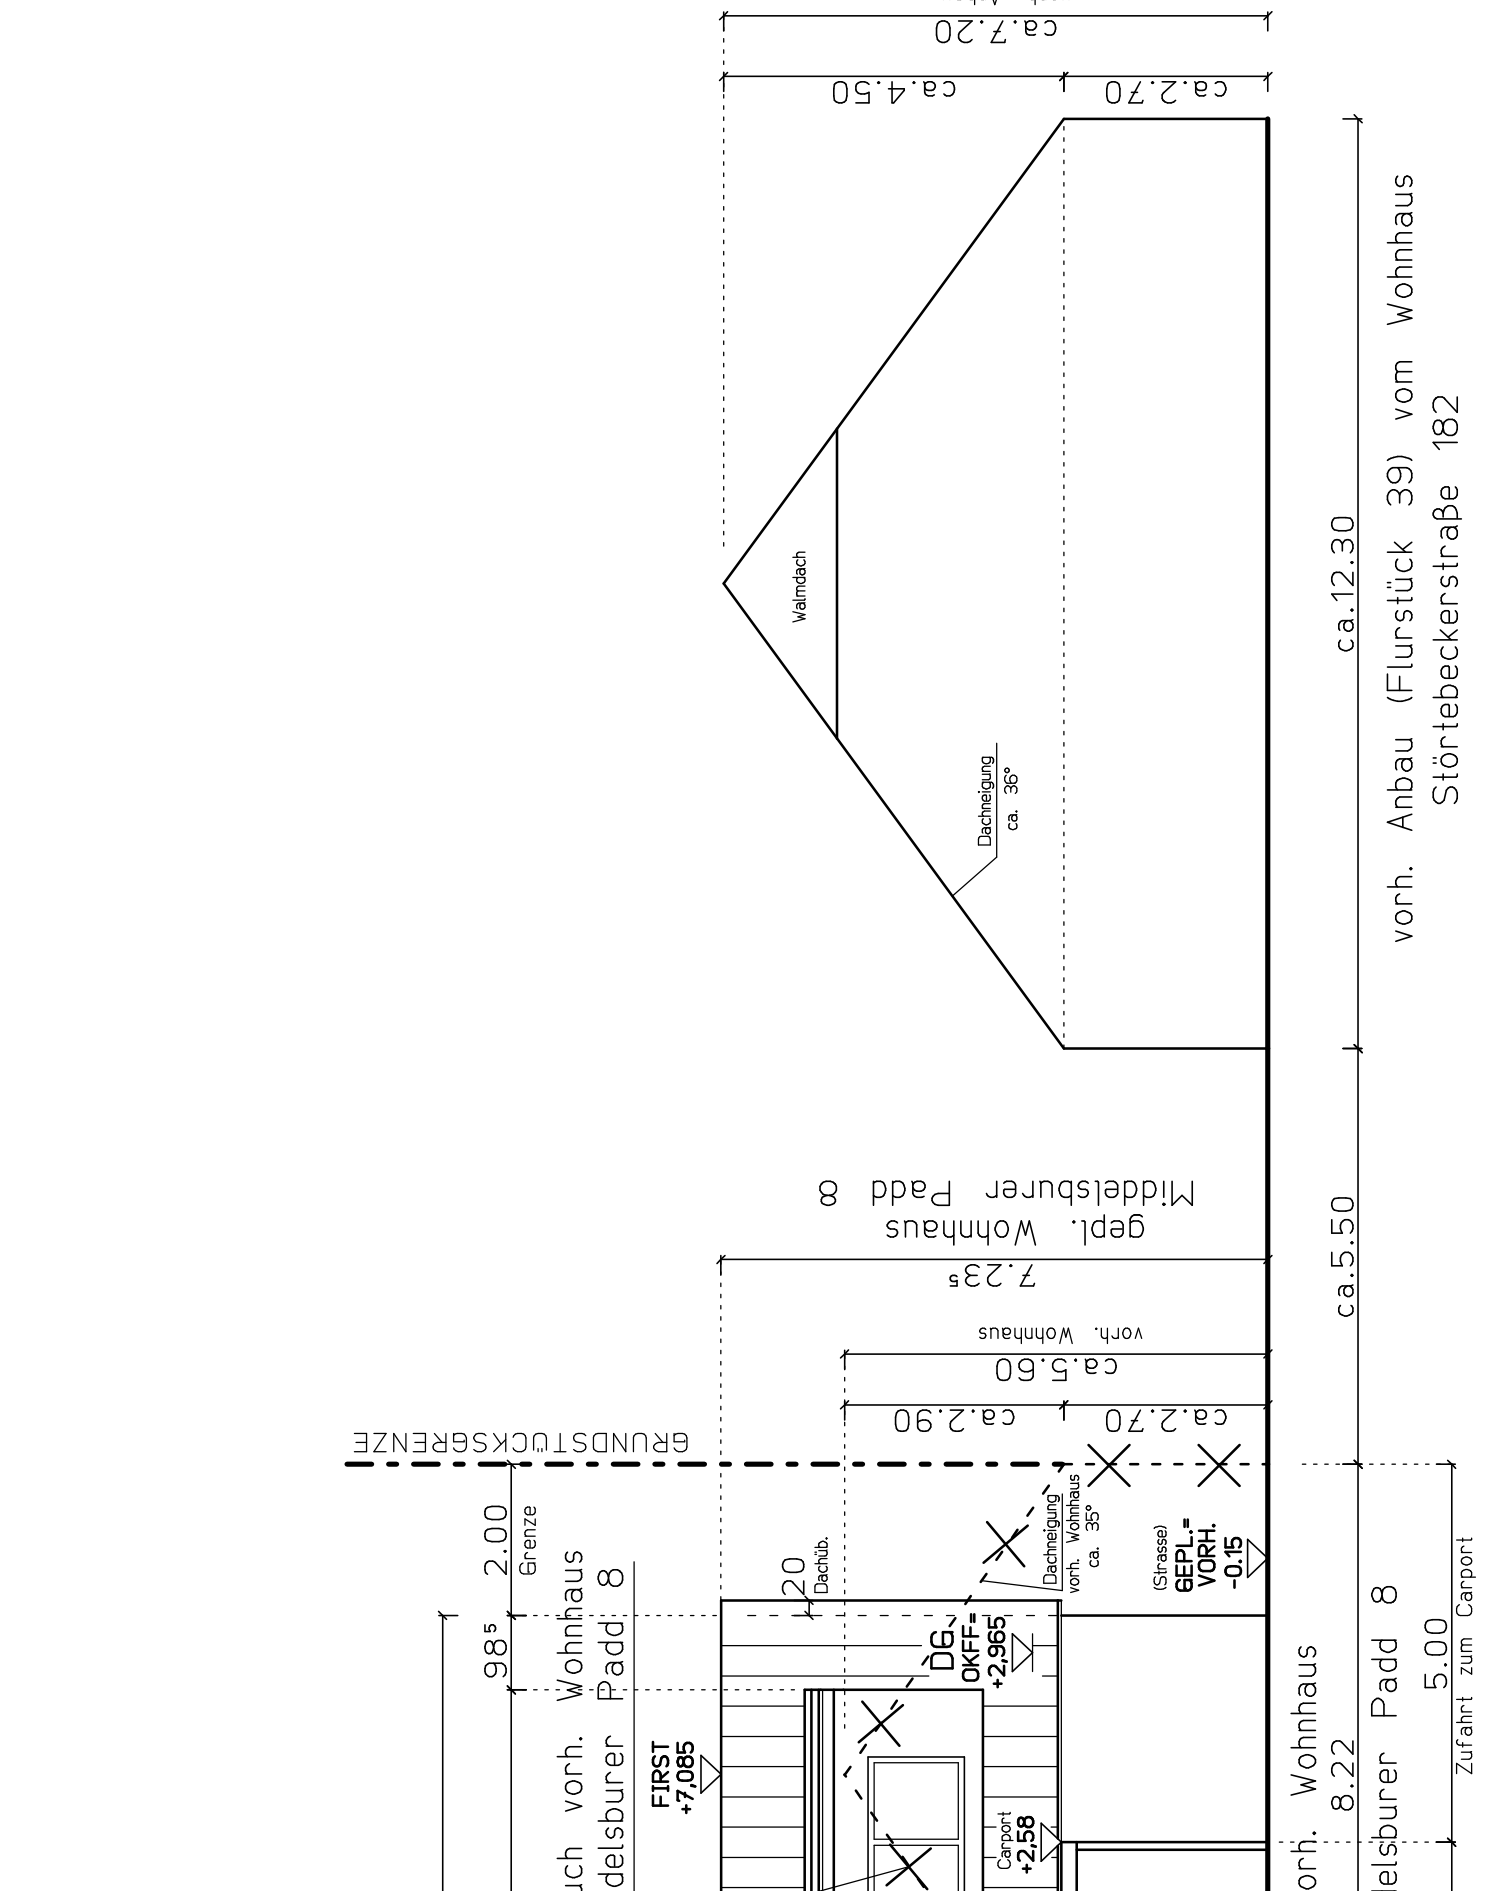 ca.7.20
ca.4.50
ca.2.70
Walmdach
Dachneigung
ca. 36°
ca.12.30
vorh. Anbau (Flurstück 39) vom Wohnhaus
Störtebeckerstraße 182
gepl. Wohnhaus
Middelsburer Padd 8
7.23⁵
vorh. Wohnhaus
ca.5.60
ca.2.90
ca.2.70
ca.5.50
GRUNDSTÜCKSGRENZE
2.00
Grenze
98⁵
vorh. Wohnhaus
Padd 8
20
Dachüb.
Dachneigung
vorh. Wohnhaus
ca. 35°
(Strasse)
GEPL.=
VORH.
-0.15
DG
OKFF=
+2,965
FIRST
+7,085
Carport
+2,58
Wohnhaus
8.22
Padd 8
5.00
Zufahrt zum Carport